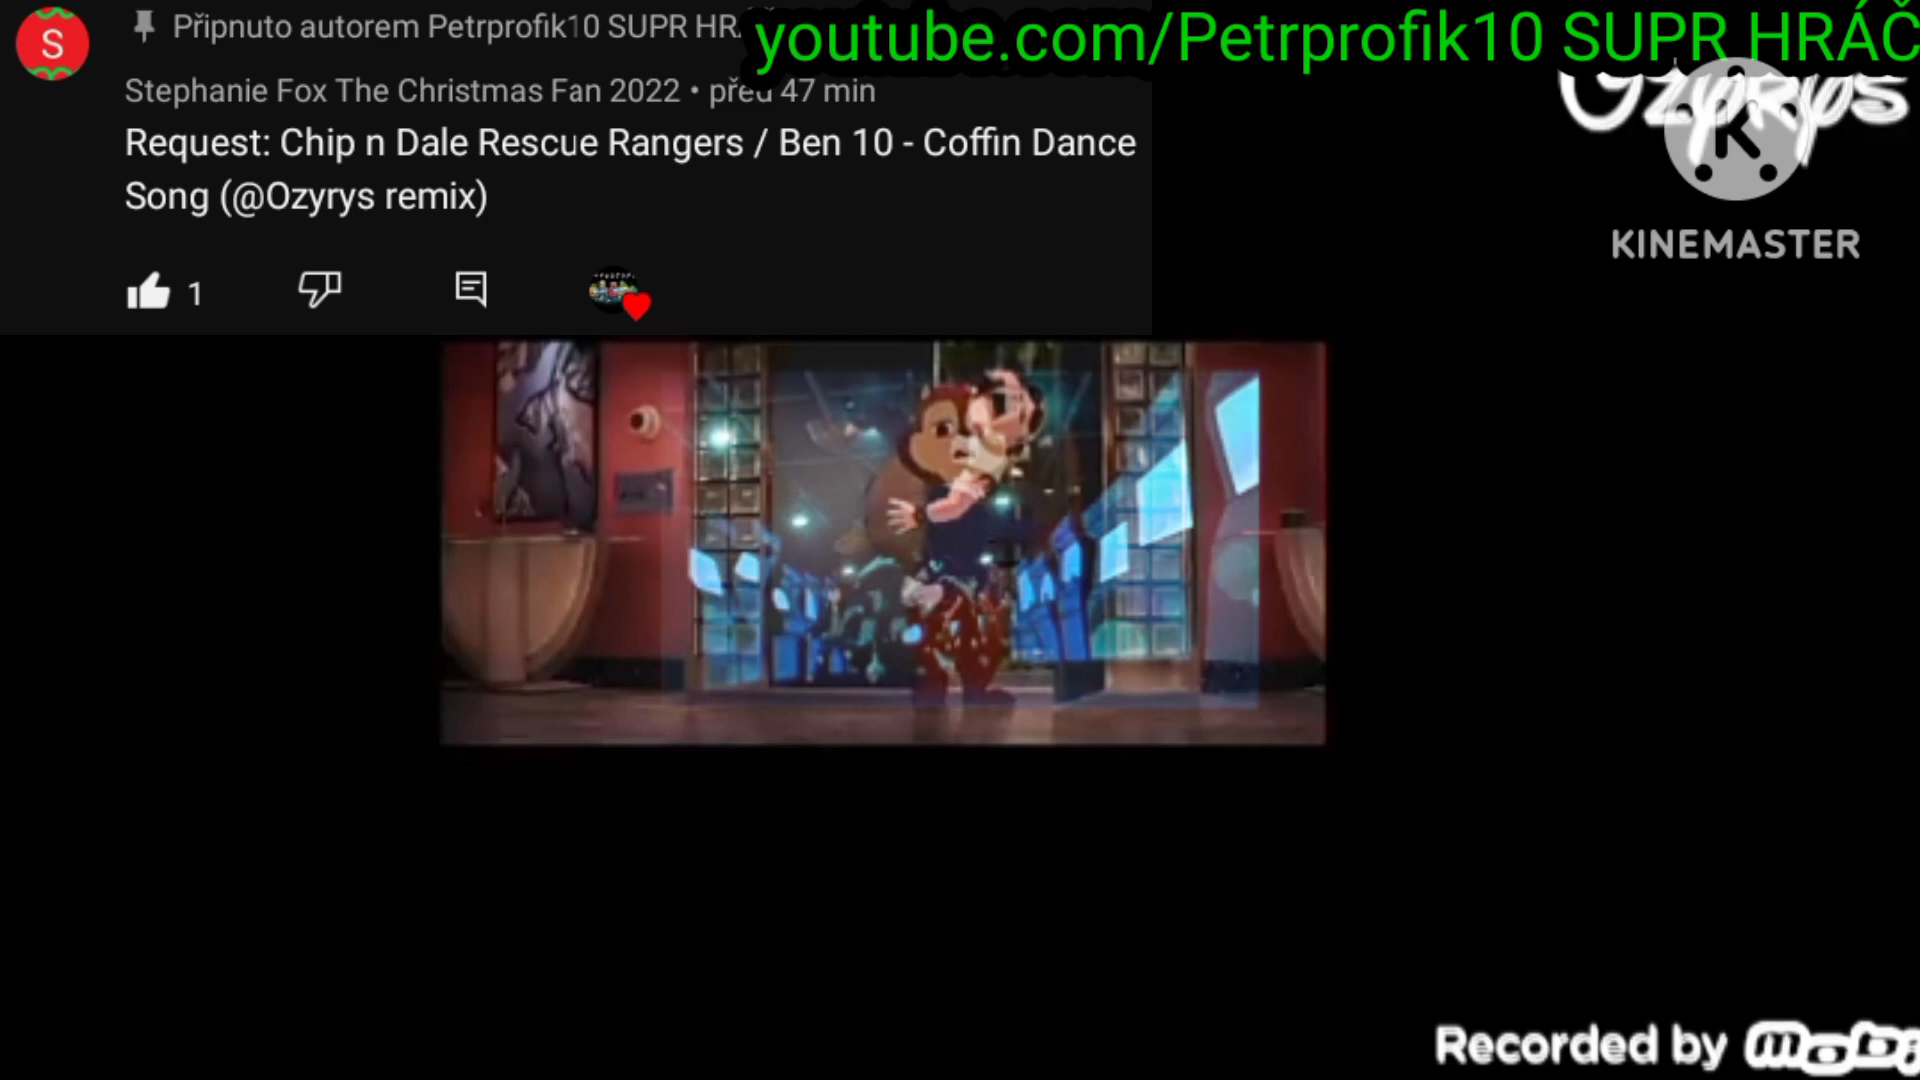 S
Připnuto autorem Petrprofik10 SUPR
youtube.com/Petrprofik10 SUPR HRÁČ
Stephanie Fox The Christmas Fan 2022 • před 47 min
Request: Chip n Dale Rescue Rangers / Ben 10 - Coffin Dance
Song (@Ozyrys remix)
1
Ozyrys
K
KINEMASTER
Recorded by